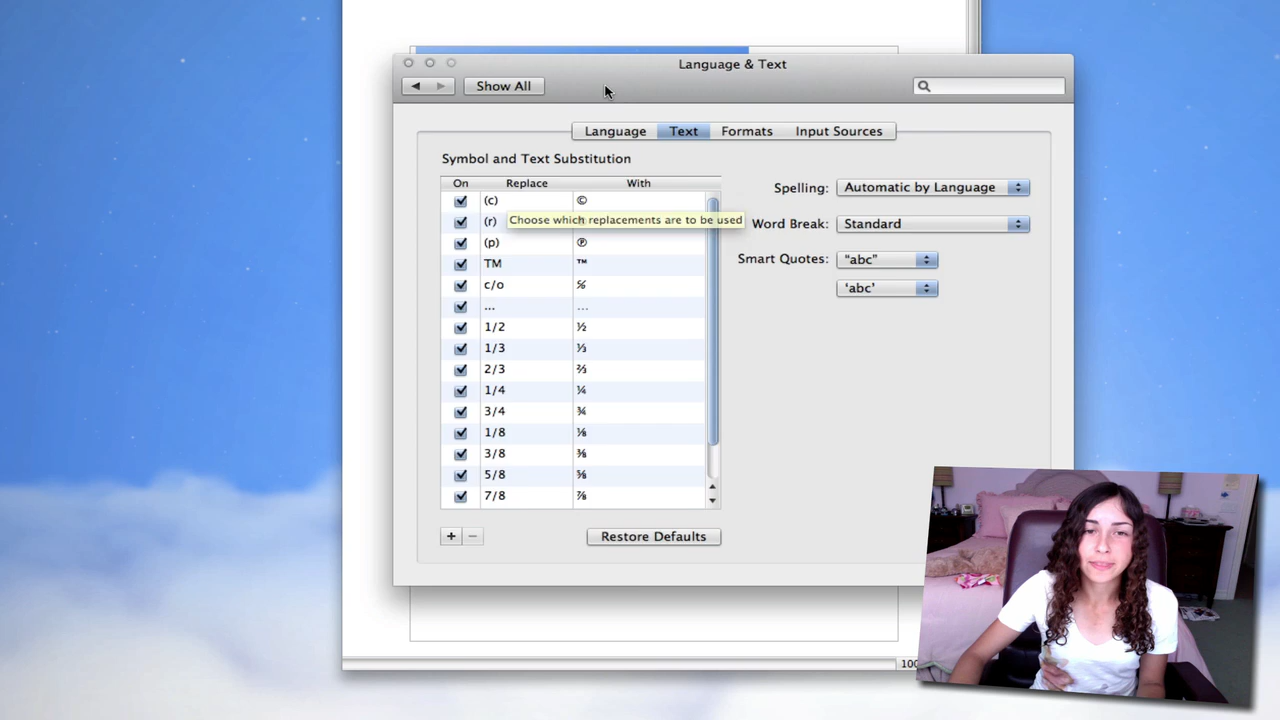 Language & Text
Show All
Language Text Formats Input Sources
Symbol and Text Substitution
On Replace With
(c) ©
(r)
Choose which replacements are to be used
(p) ℗
TM ™
c/o ℅
... …
1/2 ½
1/3 ⅓
2/3 ⅔
1/4 ¼
3/4 ¾
1/8 ⅛
3/8 ⅜
5/8 ⅝
7/8 ⅞
Restore Defaults
Spelling: Automatic by Language
Word Break: Standard
Smart Quotes: “abc”
‘abc’
100